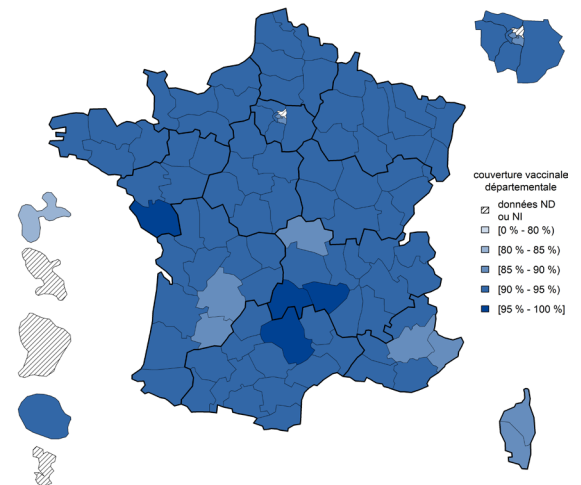 couverture vaccinale
départementale
données ND
ou NI
[0 % - 80 %)
[80 % - 85 %)
[85 % - 90 %)
[90 % - 95 %)
[95 % - 100 %]